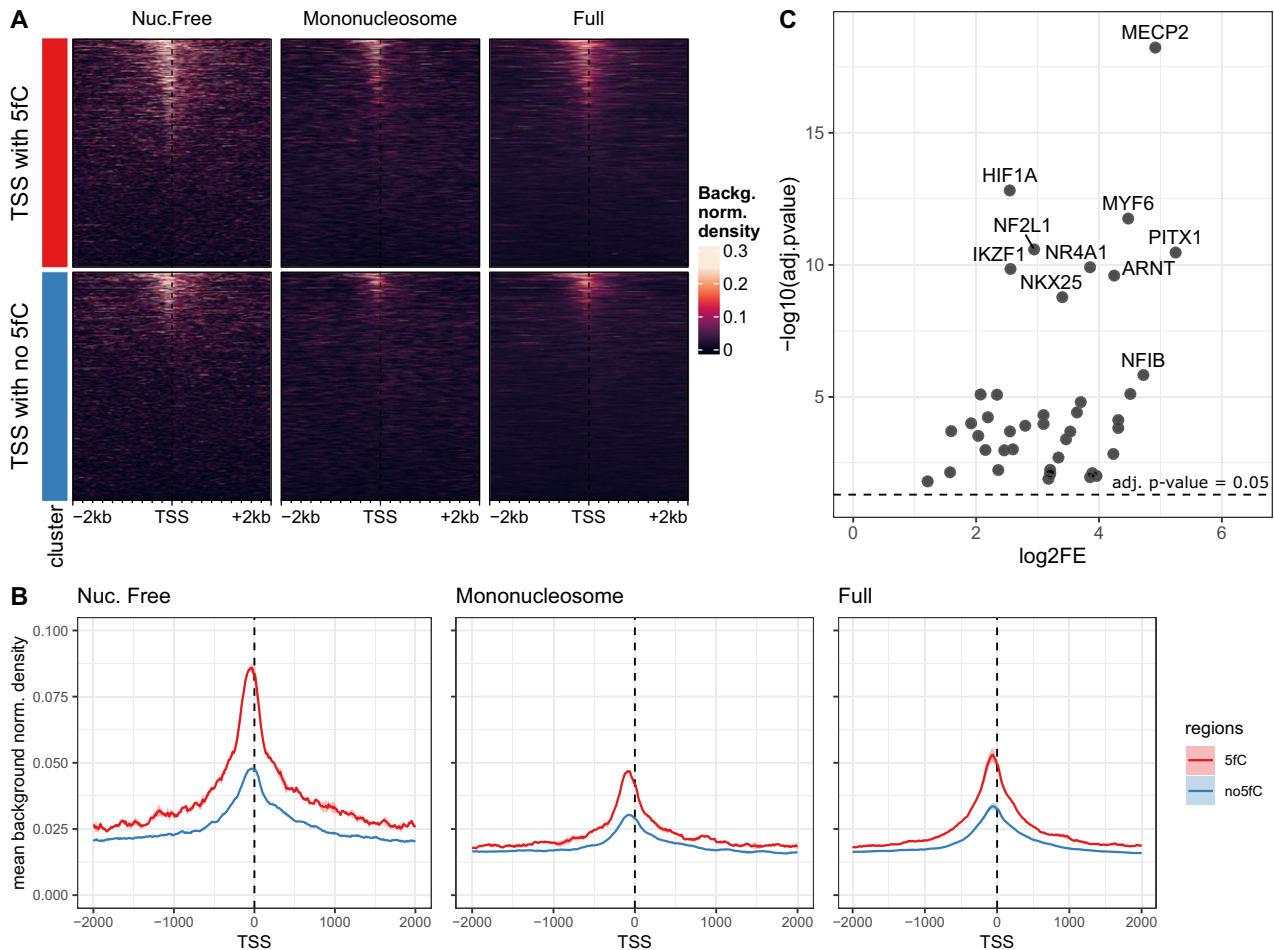 A
Nuc.Free
Mononucleosome
Full
TSS with 5fC
TSS with no 5fC
cluster
−2kb TSS +2kb
−2kb TSS +2kb
−2kb TSS +2kb
Backg.
norm.
density
0.3
0.2
0.1
0
C
MECP2
HIF1A
MYF6
NF2L1
PITX1
IKZF1
NR4A1
ARNT
NKX25
NFIB
adj. p-value = 0.05
−log10(adj.pvalue)
15
10
5
0 2 4 6
log2FE
B
Nuc. Free
Mononucleosome
Full
mean background norm. density
0.100
0.075
0.050
0.025
0.000
−2000 −1000 0 1000 2000
TSS
−2000 −1000 0 1000 2000
TSS
−2000 −1000 0 1000 2000
TSS
regions
5fC
no5fC